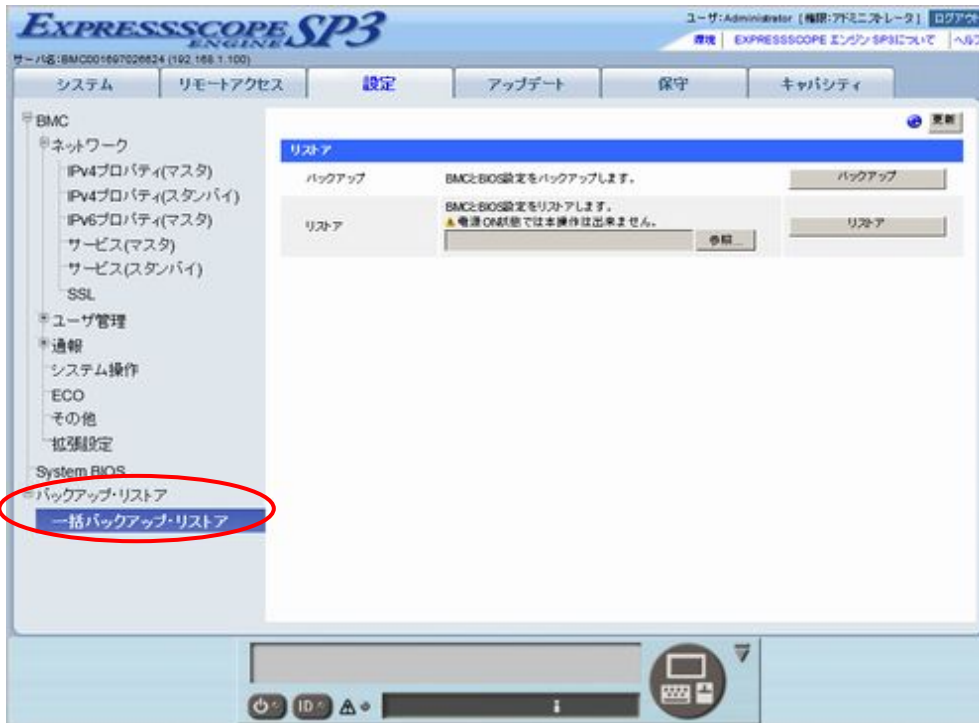 EXPRESSSCOPE ENGINE SP3
ユーザ:Administrator [権限:アドミニストレータ] ログアウ
環境 EXPRESSSCOPE エンジン SP3について ヘルプ
サーバ名:BMC001697026624 (192.168.1.100)
システム リモートアクセス 設定 アップデート 保守 キャパシティ
更新
BMC
ネットワーク
IPv4プロパティ(マスタ)
IPv4プロパティ(スタンバイ)
IPv6プロパティ(マスタ)
サービス(マスタ)
サービス(スタンバイ)
SSL
ユーザ管理
通報
システム操作
ECO
その他
拡張設定
System BIOS
バックアップ・リストア
一括バックアップ・リストア
リストア
バックアップ BMCとBIOS設定をバックアップします。 バックアップ
リストア BMCとBIOS設定をリストアします。 リストア
電源 ON状態では本操作は出来ません。
参照...
ID